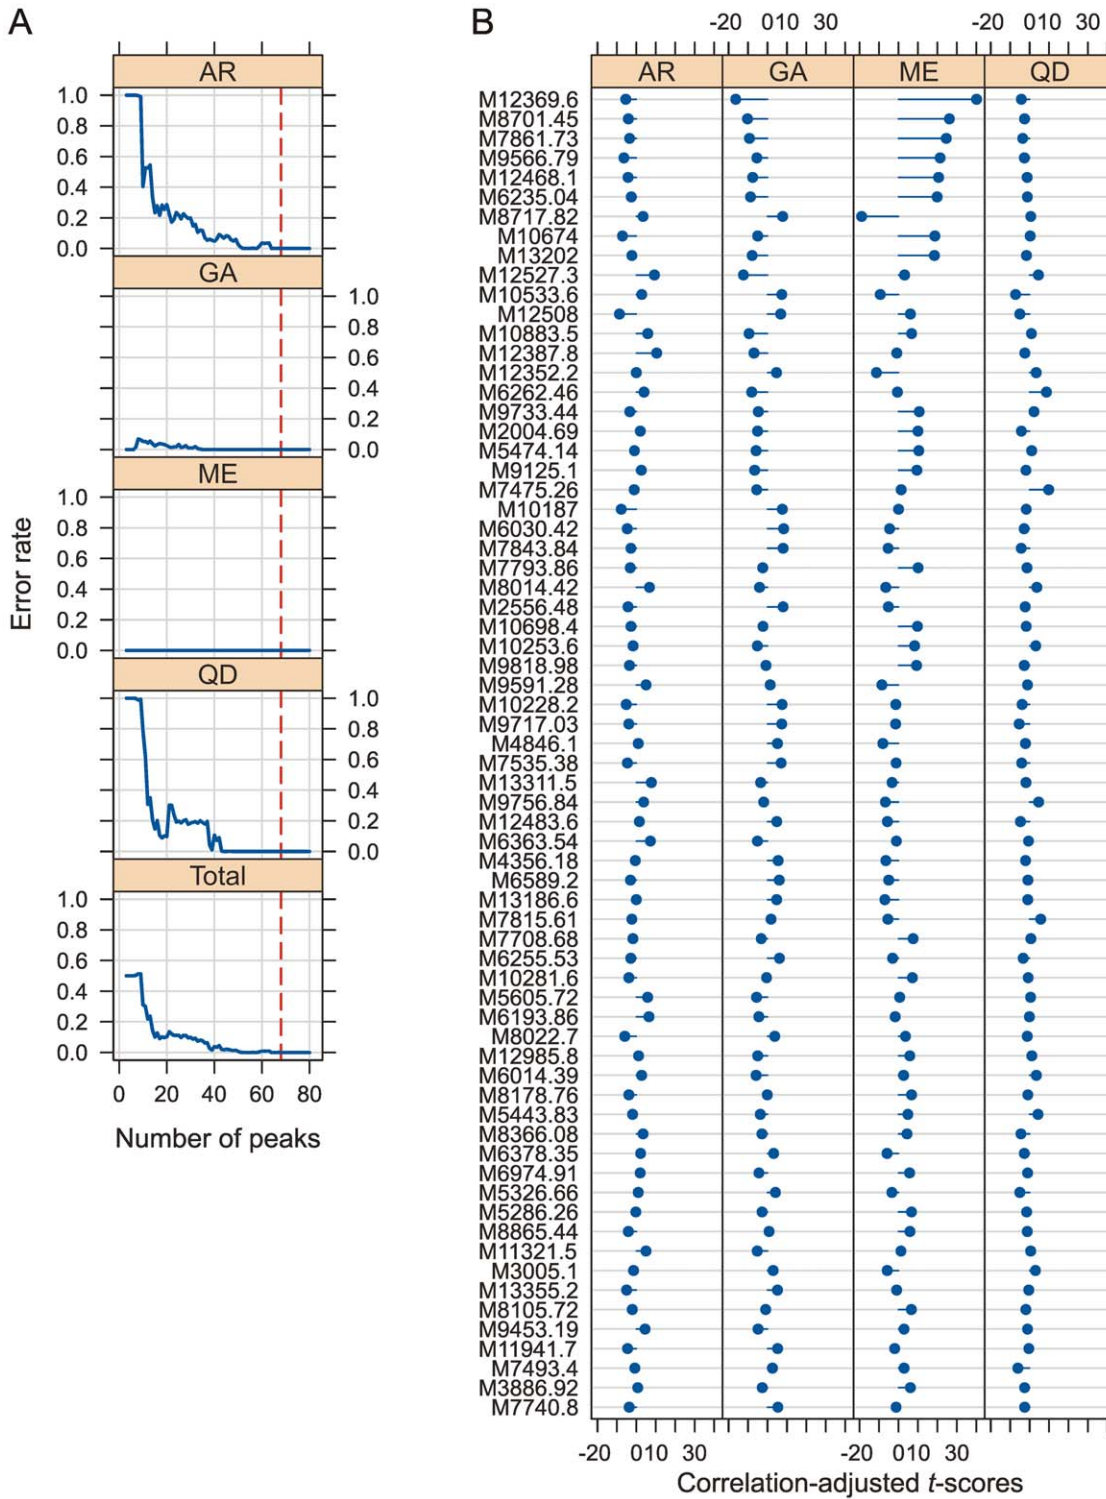 A
AR
1.0
0.8
0.6
0.4
0.2
0.0
GA
1.0
0.8
0.6
0.4
0.2
0.0
ME
1.0
0.8
0.6
0.4
0.2
0.0
QD
1.0
0.8
0.6
0.4
0.2
0.0
Total
1.0
0.8
0.6
0.4
0.2
0.0
0 20 40 60 80
Number of peaks
Error rate
B
-20 010 30 -20 010 30
AR GA ME QD
M12369.6
M8701.45
M7861.73
M9566.79
M12468.1
M6235.04
M8717.82
M10674
M13202
M12527.3
M10533.6
M12508
M10883.5
M12387.8
M12352.2
M6262.46
M9733.44
M2004.69
M5474.14
M9125.1
M7475.26
M10187
M6030.42
M7843.84
M7793.86
M8014.42
M2556.48
M10698.4
M10253.6
M9818.98
M9591.28
M10228.2
M9717.03
M4846.1
M7535.38
M13311.5
M9756.84
M12483.6
M6363.54
M4356.18
M6589.2
M13186.6
M7815.61
M7708.68
M6255.53
M10281.6
M5605.72
M6193.86
M8022.7
M12985.8
M6014.39
M8178.76
M5443.83
M8366.08
M6378.35
M6974.91
M5326.66
M5286.26
M8865.44
M11321.5
M3005.1
M13355.2
M8105.72
M9453.19
M11941.7
M7493.4
M3886.92
M7740.8
-20 010 30 -20 010 30
Correlation-adjusted t-scores